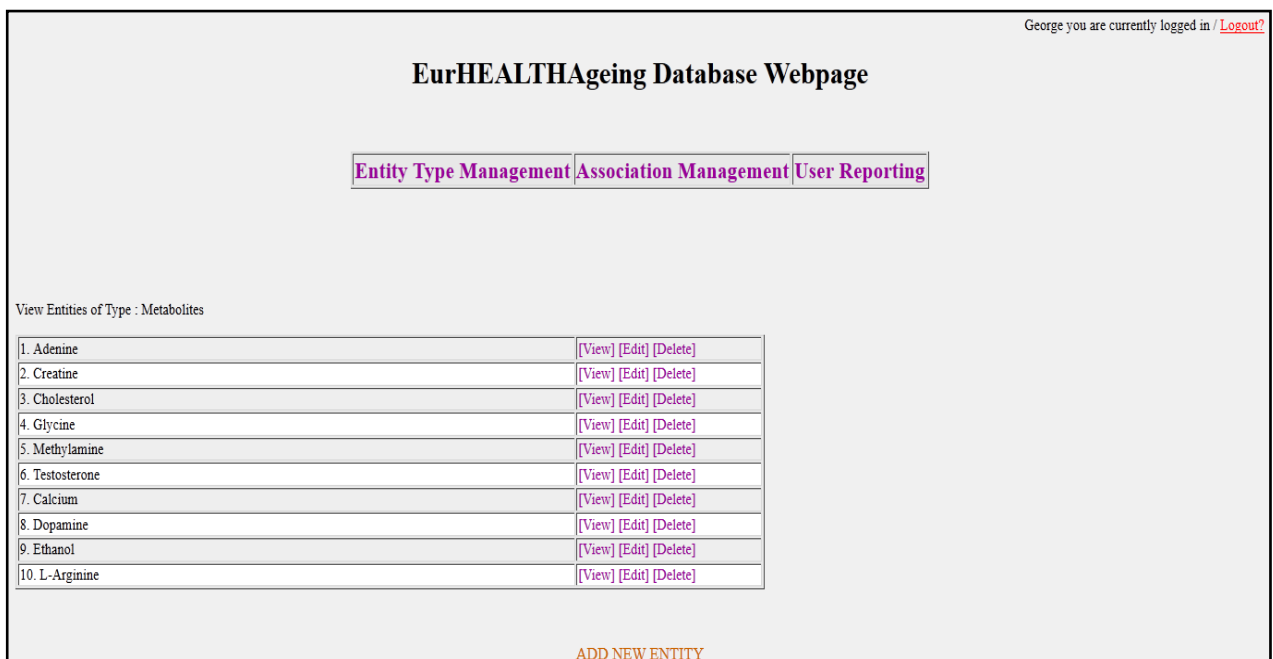 George you are currently logged in / Logout?
EurHEALTHAgeing Database Webpage
Entity Type Management Association Management User Reporting
View Entities of Type : Metabolites
1. Adenine [View] [Edit] [Delete]
2. Creatine [View] [Edit] [Delete]
3. Cholesterol [View] [Edit] [Delete]
4. Glycine [View] [Edit] [Delete]
5. Methylamine [View] [Edit] [Delete]
6. Testosterone [View] [Edit] [Delete]
7. Calcium [View] [Edit] [Delete]
8. Dopamine [View] [Edit] [Delete]
9. Ethanol [View] [Edit] [Delete]
10. L-Arginine [View] [Edit] [Delete]
ADD NEW ENTITY